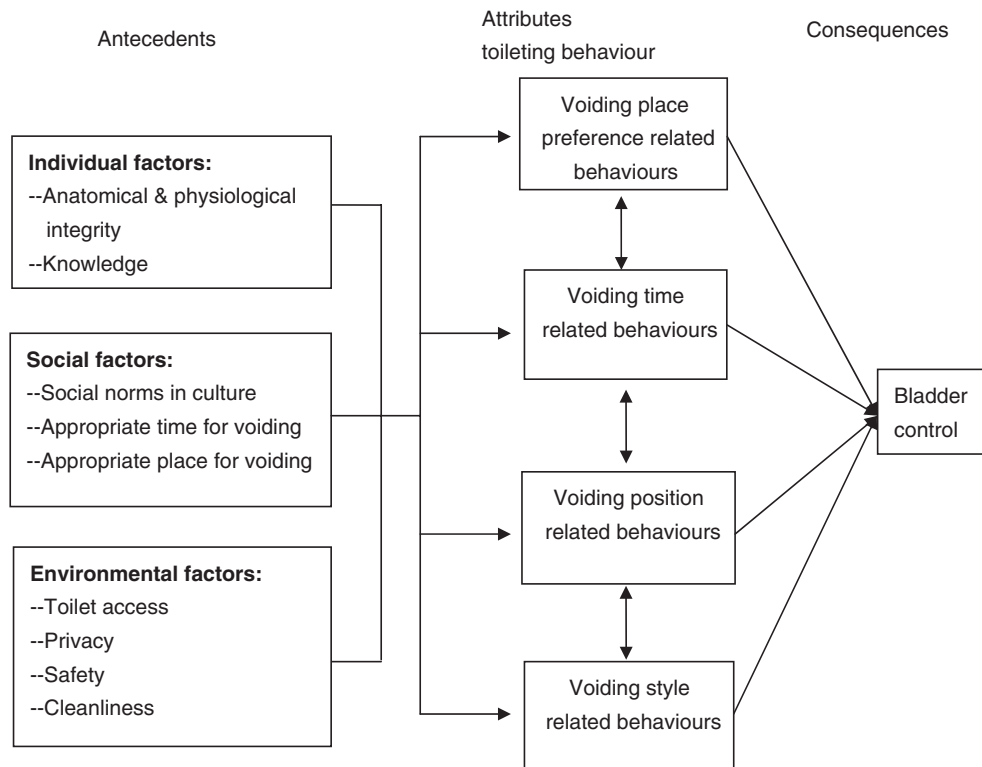 Antecedents
Attributes
toileting behaviour
Consequences
Individual factors:
--Anatomical & physiological
integrity
--Knowledge
Social factors:
--Social norms in culture
--Appropriate time for voiding
--Appropriate place for voiding
Environmental factors:
--Toilet access
--Privacy
--Safety
--Cleanliness
Voiding place
preference related
behaviours
Voiding time
related behaviours
Voiding position
related behaviours
Voiding style
related behaviours
Bladder
control